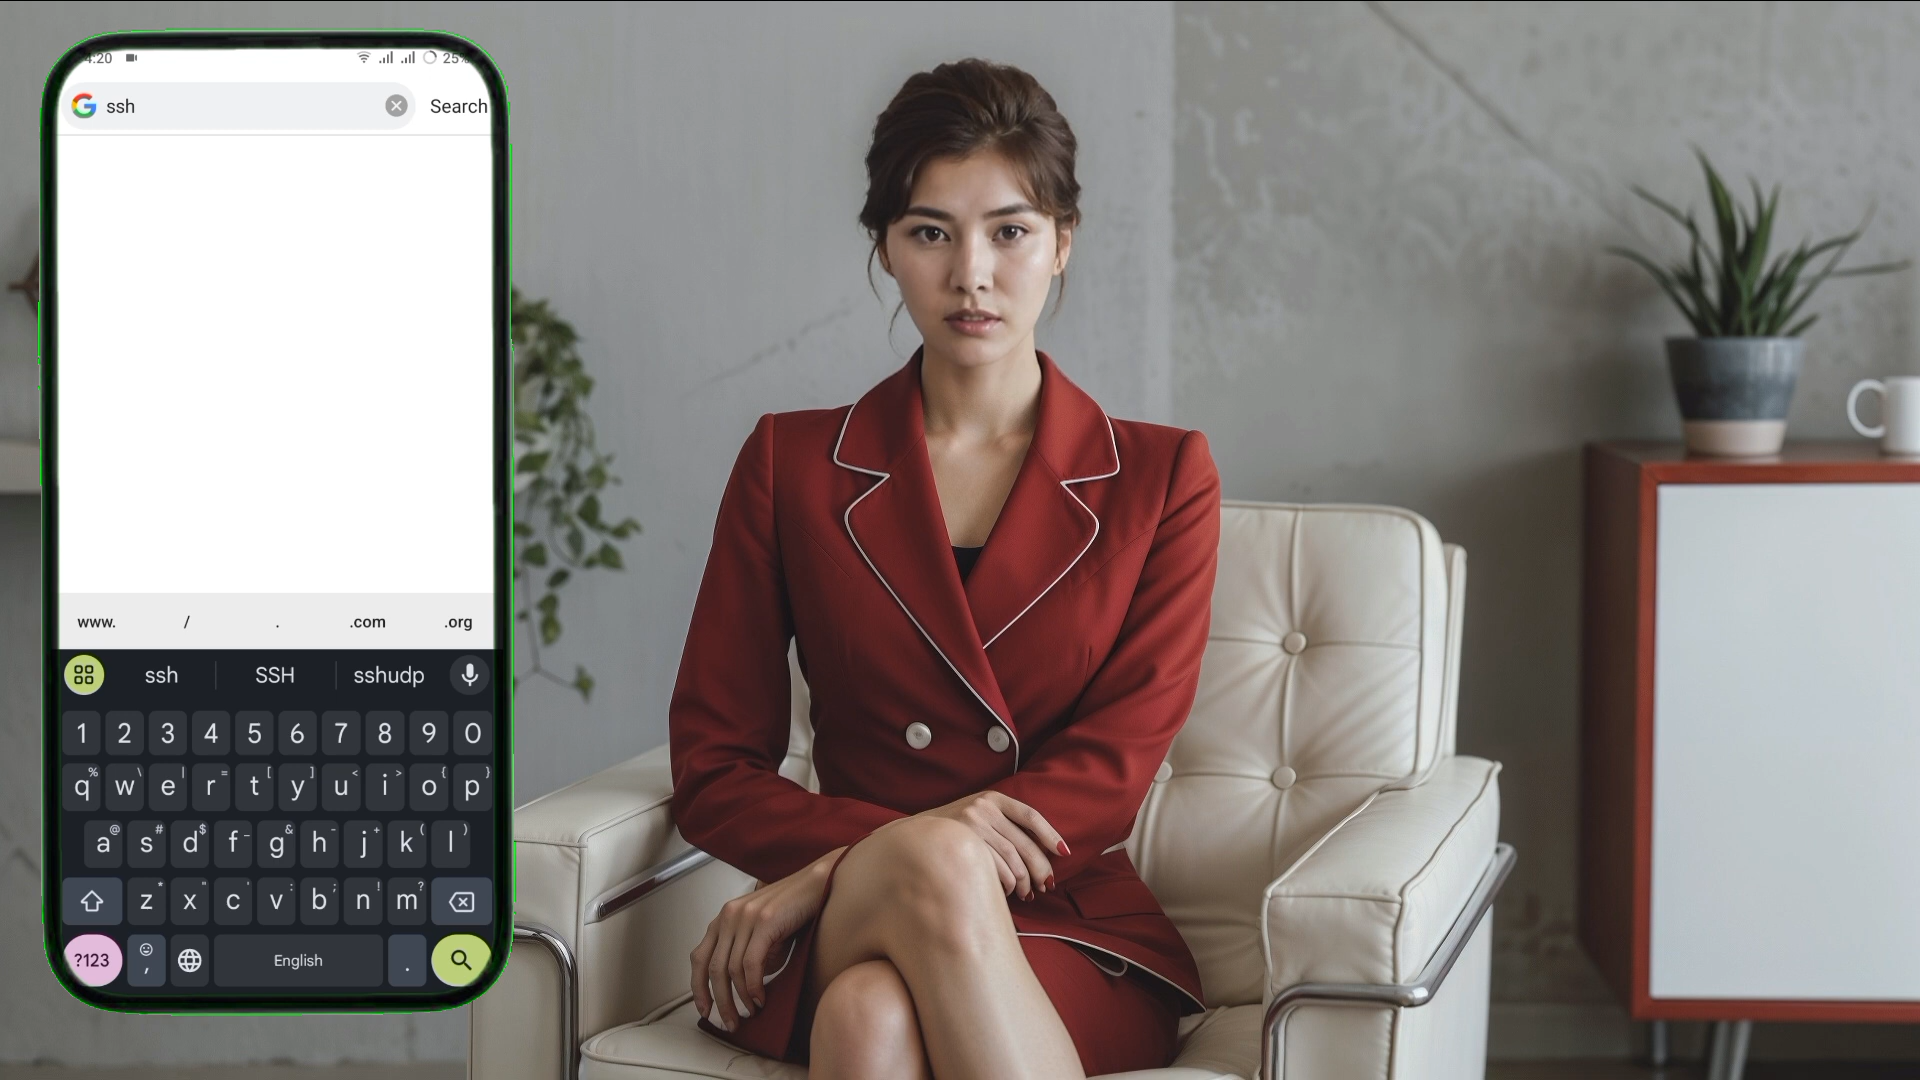 4:20 25%
ssh Search
www. / . .com .org
ssh SSH sshudp
1 2 3 4 5 6 7 8 9 0
q% w\ e| r= t[ y] u< i> o{ p}
a@ s# d$ f_ g& h- j+ k( l)
z* x" c' v: b; n! m?
?123 , English .